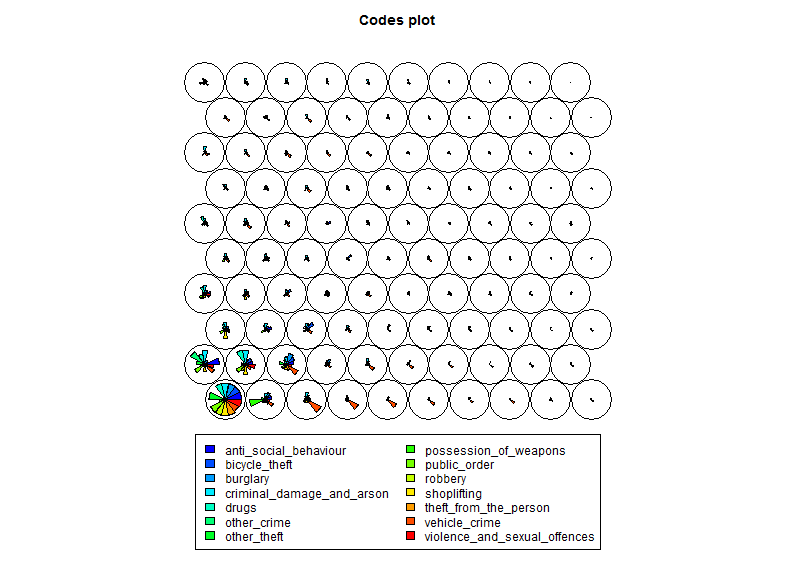 Codes plot
anti_social_behaviour
bicycle_theft
burglary
criminal_damage_and_arson
drugs
other_crime
other_theft
possession_of_weapons
public_order
robbery
shoplifting
theft_from_the_person
vehicle_crime
violence_and_sexual_offences